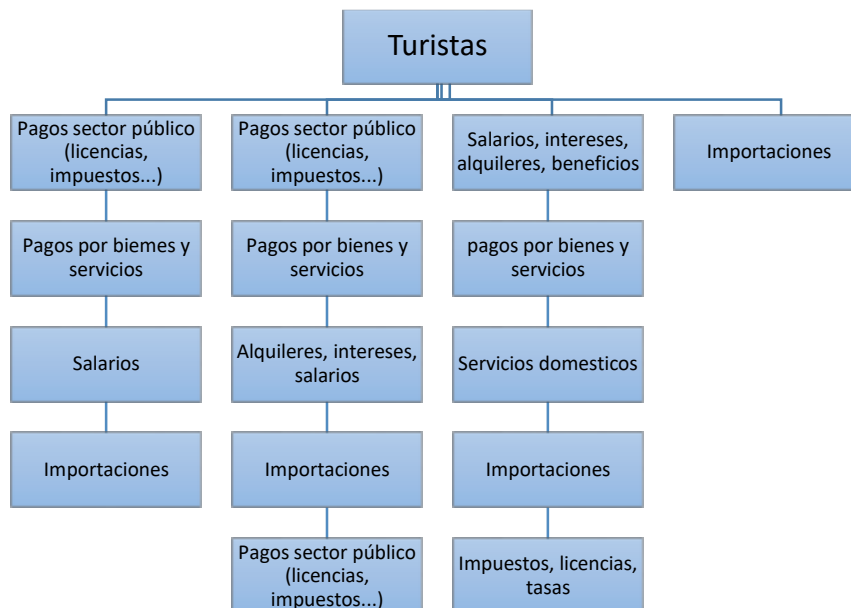 Turistas
Pagos sector público
(licencias,
impuestos...)
Pagos sector público
(licencias,
impuestos...)
Salarios, intereses,
alquileres, beneficios
Importaciones
Pagos por biemes y
servicios
Pagos por bienes y
servicios
pagos por bienes y
servicios
Salarios
Alquileres, intereses,
salarios
Servicios domesticos
Importaciones
Importaciones
Importaciones
Pagos sector público
(licencias,
impuestos...)
Impuestos, licencias,
tasas